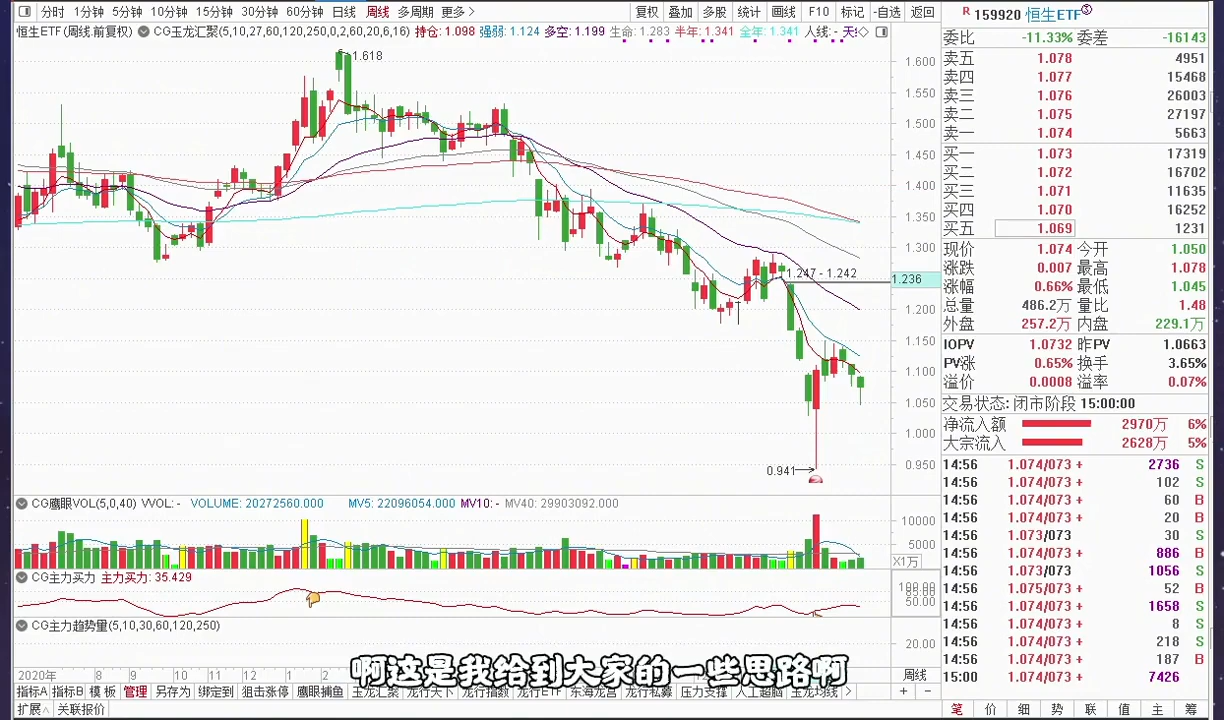 分时 1分钟 5分钟 10分钟 15分钟 30分钟 60分钟 日线 周线 多周期 更多> 复权 叠加 多股 统计 画线 F10 标记 -自选 返回
恒生ETF(周线.前复权) CG玉龙汇聚(5,10,27,60,120,250,0,2,60,20,6,16) 持仓: 1.098 强弱: 1.124 多空: 1.199 生命: 1.283 半年: 1.341 全年: 1.341 人线: -
1.618
1.600
1.550
1.500
1.450
1.400
1.350
1.300
1.247 - 1.242
1.236
1.200
1.150
1.100
1.050
1.000
0.950
0.941
CG鹰眼VOL(5,0,40) VVOL: - VOLUME: 20272560.000 MV5: 22096054.000 MV10: - MV40: 29903092.000
10000
5000
X1万
CG主力买力 主力买力: 35.429
100.00
50.00
CG主力趋势量(5,10,30,60,120,250)
20.00
2020年 8 9 10 11 12 1 2 周线
啊这是我给到大家的一些思路啊
指标A 指标B 模板 管理 另存为 绑定到 狙击涨停 鹰眼捕鱼 玉龙汇聚 龙行天下 龙行指数 龙行ETF 东海龙宫 龙行私募 压力支撑 人工超脑 玉龙均线 > + -
扩展^ 关联报价
R 159920 恒生ETF
委比 -11.33% 委差 -16143
卖五 1.078 4951
卖四 1.077 15468
卖三 1.076 26003
卖二 1.075 27197
卖一 1.074 5663
买一 1.073 17319
买二 1.072 16702
买三 1.071 11635
买四 1.070 16252
买五 1.069 1231
现价 1.074 今开 1.050
涨跌 0.007 最高 1.078
涨幅 0.66% 最低 1.045
总量 486.2万 量比 1.48
外盘 257.2万 内盘 229.1万
IOPV 1.0732 昨PV 1.0663
PV涨 0.65% 换手 3.65%
溢价 0.0008 溢率 0.07%
交易状态: 闭市阶段 15:00:00
净流入额 2970万 6%
大宗流入 2628万 5%
14:56 1.074/073 + 2736 S
14:56 1.074/073 + 102 S
14:56 1.074/073 + 60 B
14:56 1.074/073 + 20 B
14:56 1.073/073 30 S
14:56 1.074/073 + 886 B
14:56 1.073/073 1056 S
14:56 1.075/073 + 52 B
14:56 1.074/073 + 1658 S
14:56 1.074/073 + 8 S
14:56 1.074/073 + 218 S
14:56 1.074/073 + 187 B
15:00 1.074/073 + 7426
笔 价 细 势 联 值 主 筹